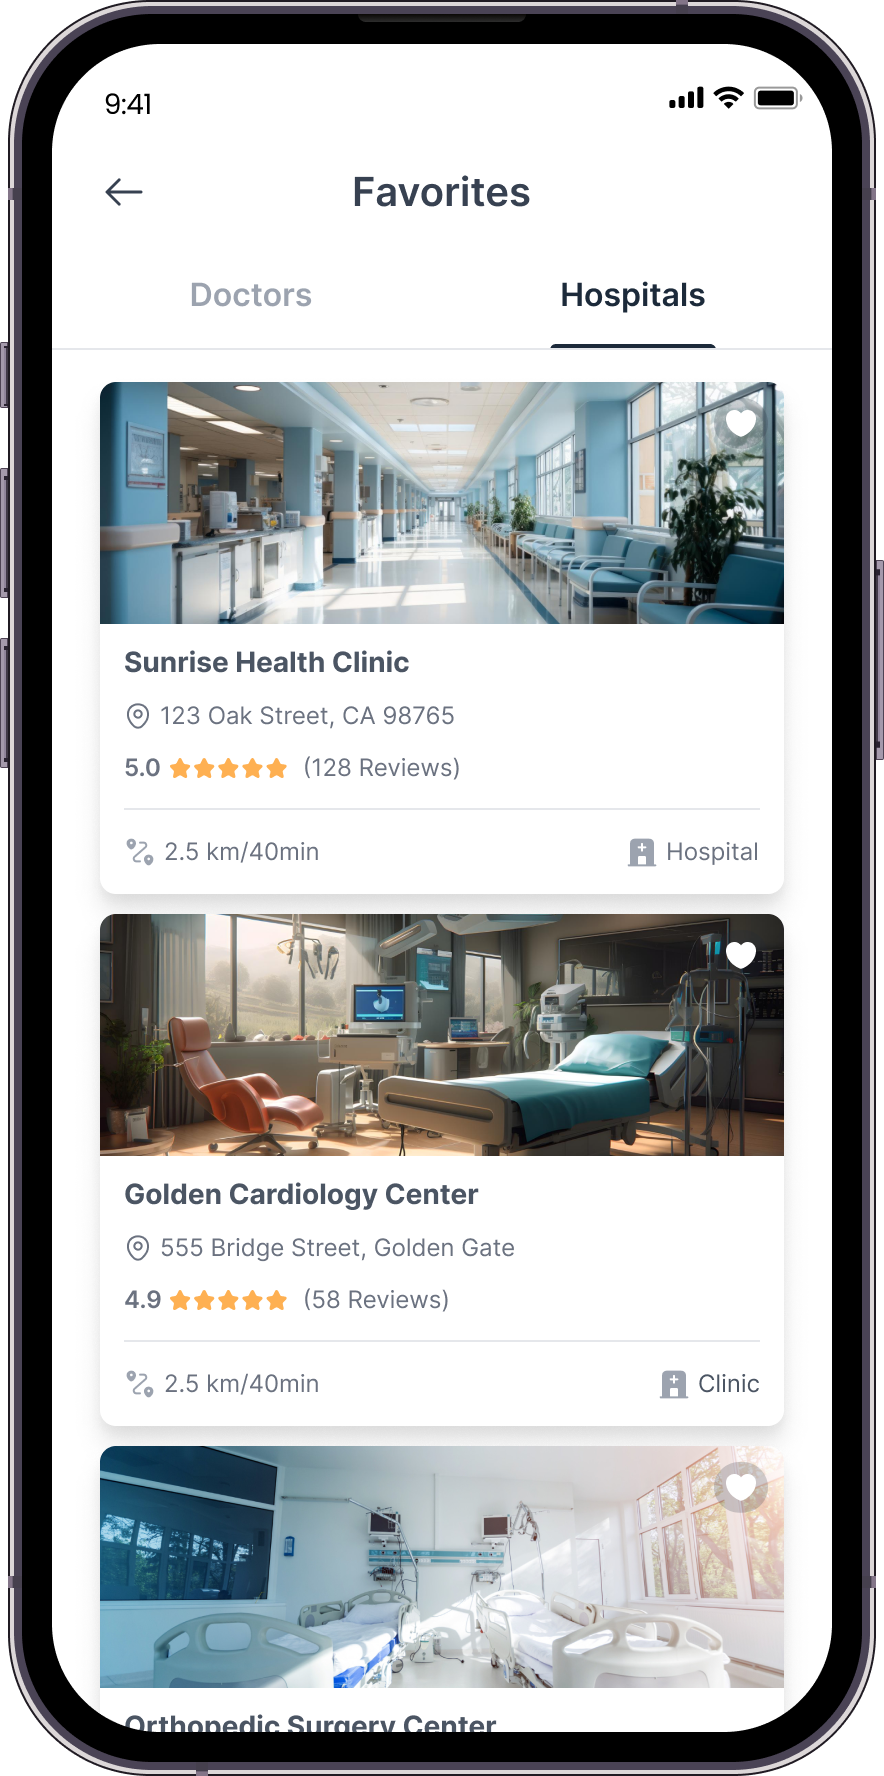 9:41
Favorites
Doctors
Hospitals
Sunrise Health Clinic
123 Oak Street, CA 98765
5.0 (128 Reviews)
2.5 km/40min
Hospital
Golden Cardiology Center
555 Bridge Street, Golden Gate
4.9 (58 Reviews)
2.5 km/40min
Clinic
Orthopedic Surgery Center